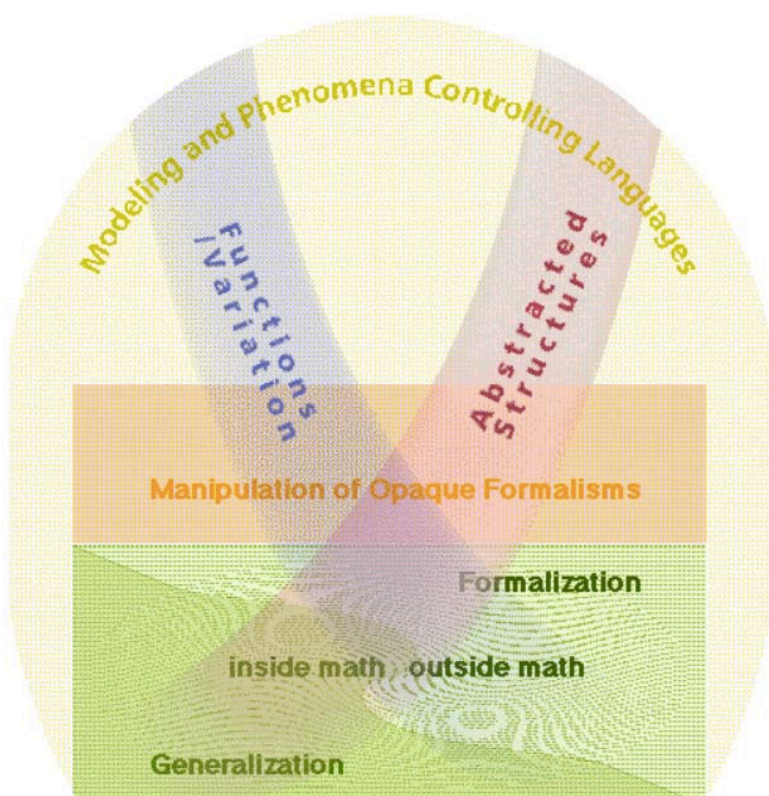 Modeling and Phenomena Controlling Languages
Functions
/Variation
Abstracted
Structures
Manipulation of Opaque Formalisms
Formalization
inside math outside math
Generalization